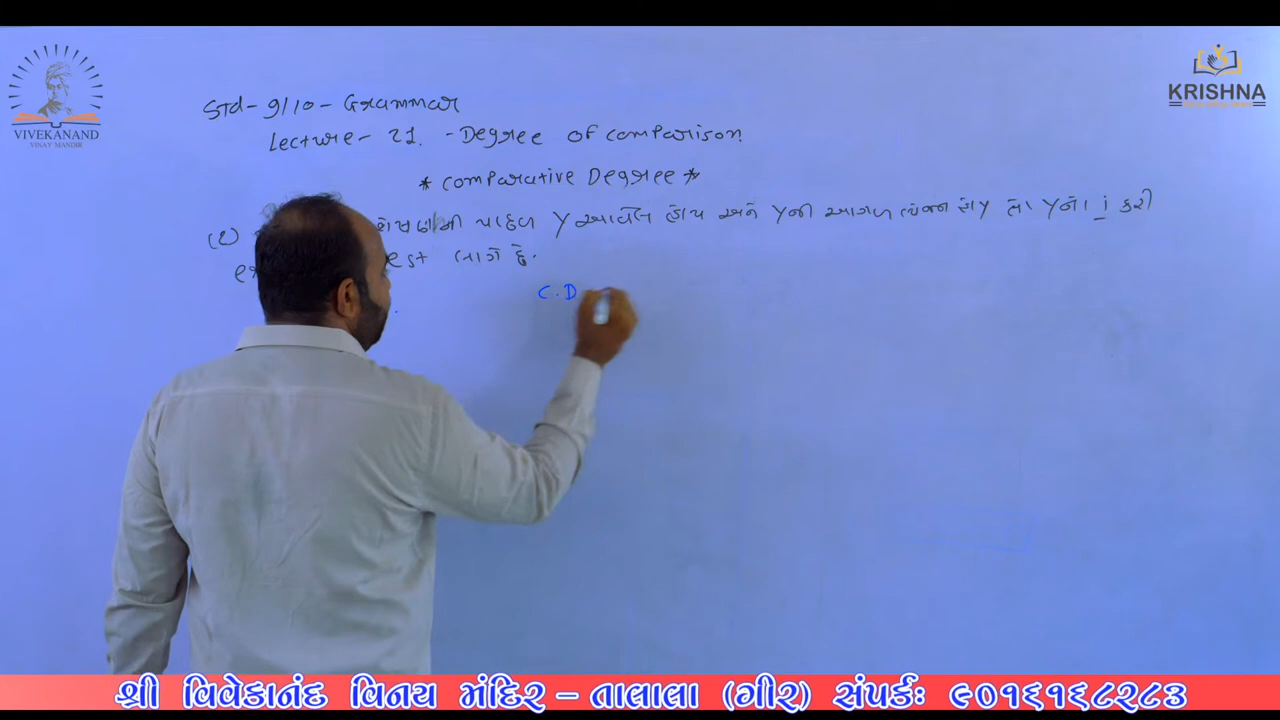 VIVEKANAND
VINAY MANDIR
KRISHNA
Std - 9/10 - Grammar
Lecture - 21. - Degree of comparison
* Comparative Degree *
પાછળ y આવેલ હોય અને y ની આગળ વ્યંજન હોય તો y નો i કરી
est લાગે છે.
C.D
શ્રી વિવેકાનંદ વિનય મંદિર – તાલાલા (ગીર) સંપર્કઃ ૯૦૧૬૧૬૮૨૮૩